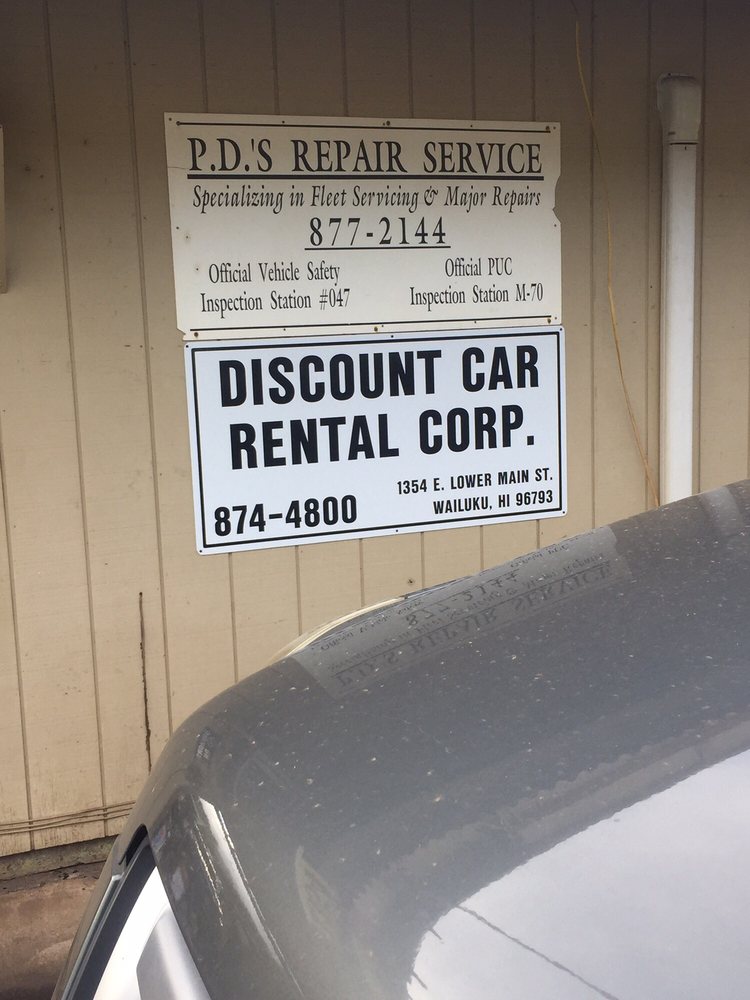 P.D.'S REPAIR SERVICE
Specializing in Fleet Servicing & Major Repairs
877-2144
Official Vehicle Safety
Inspection Station #047
Official PUC
Inspection Station M-70
DISCOUNT CAR
RENTAL CORP.
874-4800
1354 E. LOWER MAIN ST.
WAILUKU, HI 96793